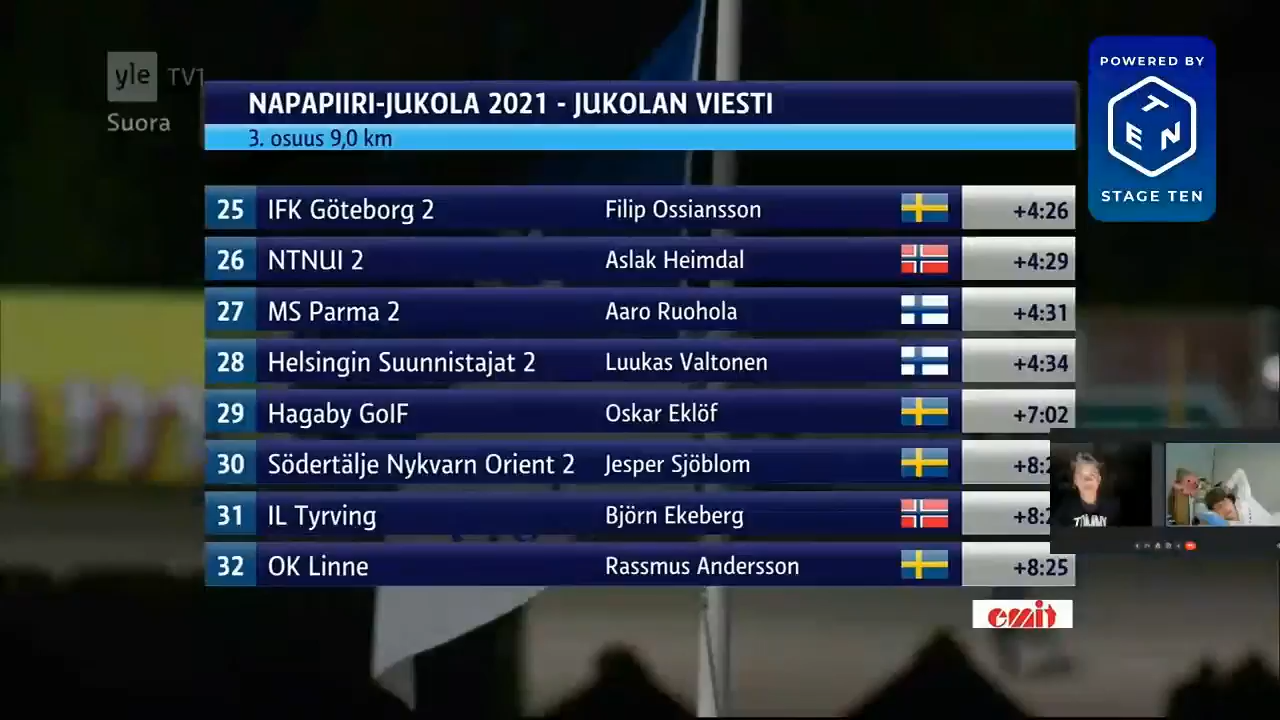 yle TV1
Suora
NAPAPIIRI-JUKOLA 2021 - JUKOLAN VIESTI
3. osuus 9,0 km
POWERED BY
TEN
STAGE TEN
25 IFK Göteborg 2 Filip Ossiansson +4:26
26 NTNUI 2 Aslak Heimdal +4:29
27 MS Parma 2 Aaro Ruohola +4:31
28 Helsingin Suunnistajat 2 Luukas Valtonen +4:34
29 Hagaby GoIF Oskar Eklöf +7:02
30 Södertälje Nykvarn Orient 2 Jesper Sjöblom
31 IL Tyrving Björn Ekeberg
32 OK Linne Rassmus Andersson +8:25
TOMMY
emit